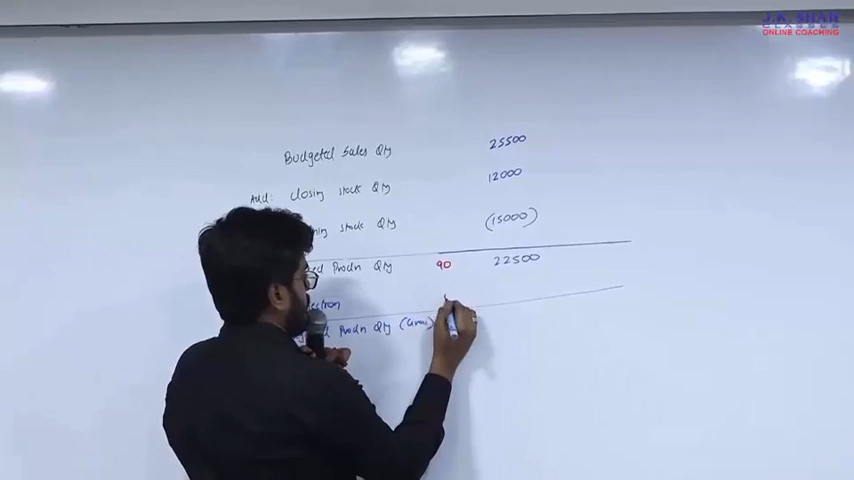 J.K. SHAH
CLASSES
ONLINE COACHING
Budgeted Sales Qty 25500
Add: closing stock Qty 12000
stock Qty (15000)
Prodn Qty 90 22500
Prodn Qty